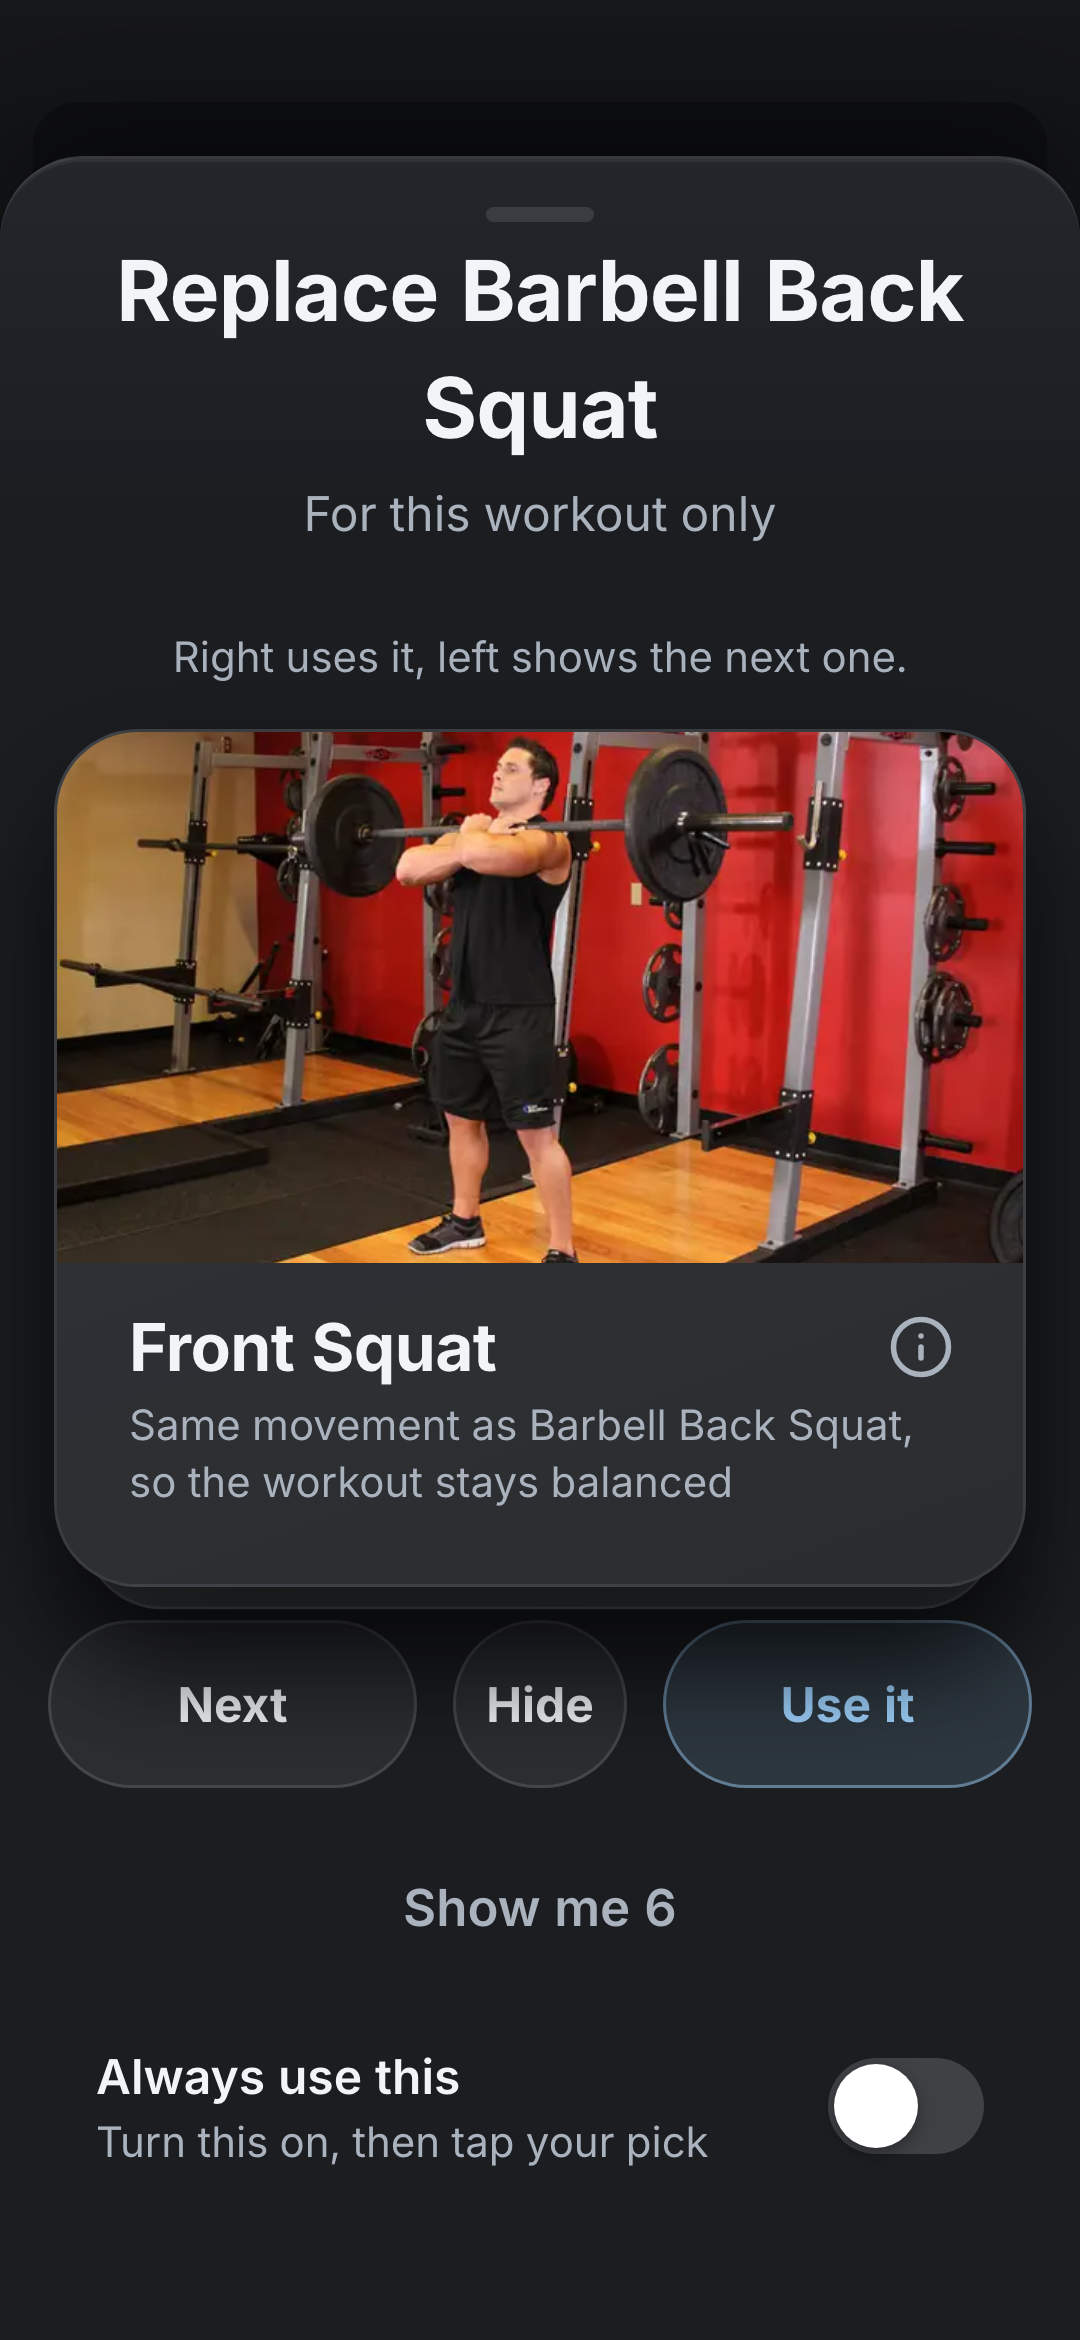 Replace Barbell Back
Squat
For this workout only
Right uses it, left shows the next one.
Front Squat
Same movement as Barbell Back Squat,
so the workout stays balanced
Next
Hide
Use it
Show me 6
Always use this
Turn this on, then tap your pick